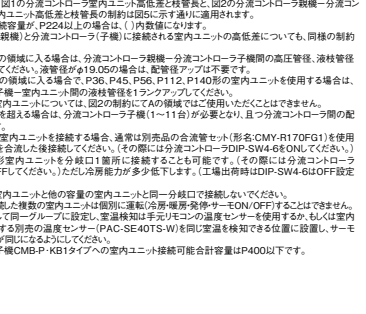 図1の分流コントローラ室内ユニット高低差と枝管長と、図2の分流コントローラ親機ー分流コン
内ユニット高低差と枝管長の制約は図5に示す通りに適用されます。
続容量が、P224以上の場合は、( )内数値になります。
親機)と分流コントローラ(子機)に接続される室内ユニットの高低差についても、同様の制約
の領域に入る場合は、分流コントローラ親機ー分流コントローラ子機間の高圧管径、液枝管径
ください。液管径がφ19.05の場合は、配管径アップは不要です。
の領域に入る場合で、P36、P45、P56、P112、P140形の室内ユニットを使用する場合は、
子機ー室内ユニット間の液枝管径を1ランクアップしてください。
内ユニットについては、図2の制約にてAの領域ではご使用いただくことはできません。
を超える場合は、分流コントローラ子機(1~11台)が必要となり、且つ分流コントローラ間の配
室内ユニットを接続する場合、通常は別売品の合流管セット(形名:CMY-R170FG1)を使用
を合流した後接続してください。(その際には分流コントローラDIP-SW4-6をONしてください。)
形室内ユニットを分岐口1箇所に接続することも可能です。(その際には分流コントローラ
FFしてください。)ただし冷房能力が多少低下します。(工場出荷時はDIP-SW4-6はOFF設定
内ユニットと他の容量の室内ユニットと同一分岐口で接続しないでください。
続した複数の室内ユニットは個別に運転(冷房・暖房・発停・サーモON/OFF)することはできません。
して同一グループに設定し、室温検知は手元リモコンの温度センサーを使用するか、もしくは室内
する別売の温度センサー(PAC-SE40TS-W)を同じ室温を検知できる位置に設置し、サーモ
が同じになるようにしてください。
子機CMB-P・KB1タイプへの室内ユニット接続可能合計容量はP400以下です。